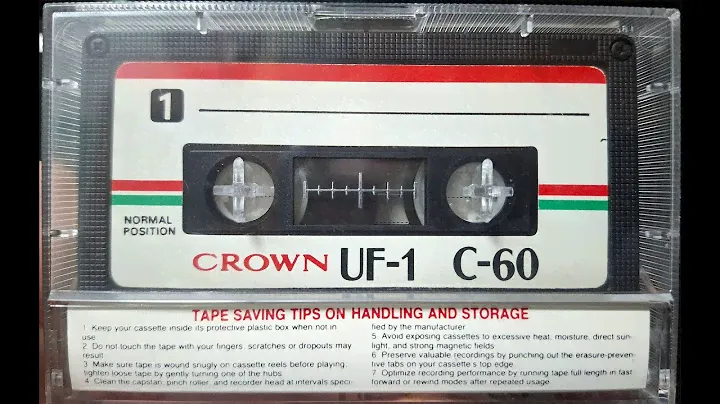 1
NORMAL
POSITION
CROWN UF-1 C-60
TAPE SAVING TIPS ON HANDLING AND STORAGE
1 Keep your cassette inside its protective plastic box when not in
use
2. Do not touch the tape with your fingers, scratches or dropouts may
result
3 Make sure tape is wound snugly on cassette reels before playing;
tighten loose tape by gently turning one of the hubs
4 Clean the capstan, pinch roller, and recorder head at intervals speci-
fied by the manufacturer
5 Avoid exposing cassettes to excessive heat, moisture, direct sun-
light, and strong magnetic fields
6 Preserve valuable recordings by punching out the erasure-preven-
tive tabs on your cassette's top edge.
7 Optimize recording performance by running tape full length in fast
forward or rewind modes after repeated usage